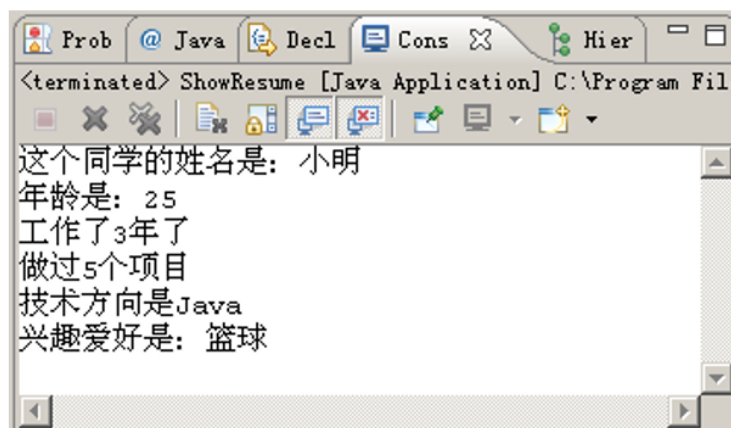 Prob @ Java Decl Cons Hier
<terminated> ShowResume [Java Application] C:\Program Fil
这个同学的姓名是: 小明
年龄是: 25
工作了3年了
做过5个项目
技术方向是Java
兴趣爱好是: 篮球